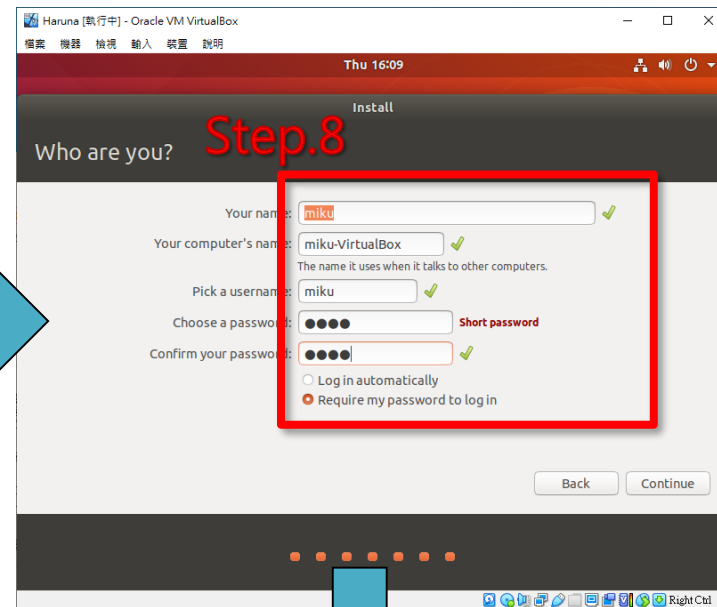 Haruna [執行中] - Oracle VM VirtualBox
檔案 機器 檢視 輸入 裝置 說明
Thu 16:09
Install
Step.8
Who are you?
Your name: miku
Your computer's name: miku-VirtualBox
The name it uses when it talks to other computers.
Pick a username: miku
Choose a password: ●●●● Short password
Confirm your password: ●●●●
Log in automatically
Require my password to log in
Back Continue
Right Ctrl